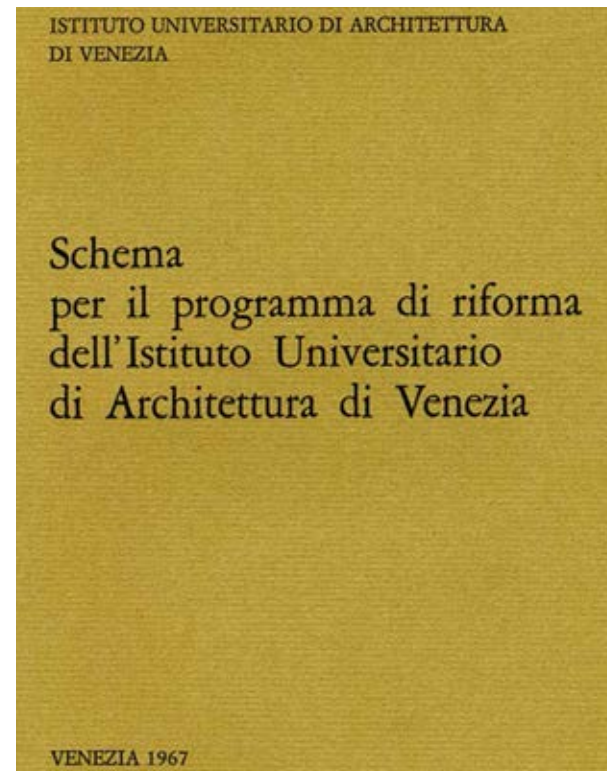 ISTITUTO UNIVERSITARIO DI ARCHITETTURA
DI VENEZIA
Schema
per il programma di riforma
dell'Istituto Universitario
di Architettura di Venezia
VENEZIA 1967